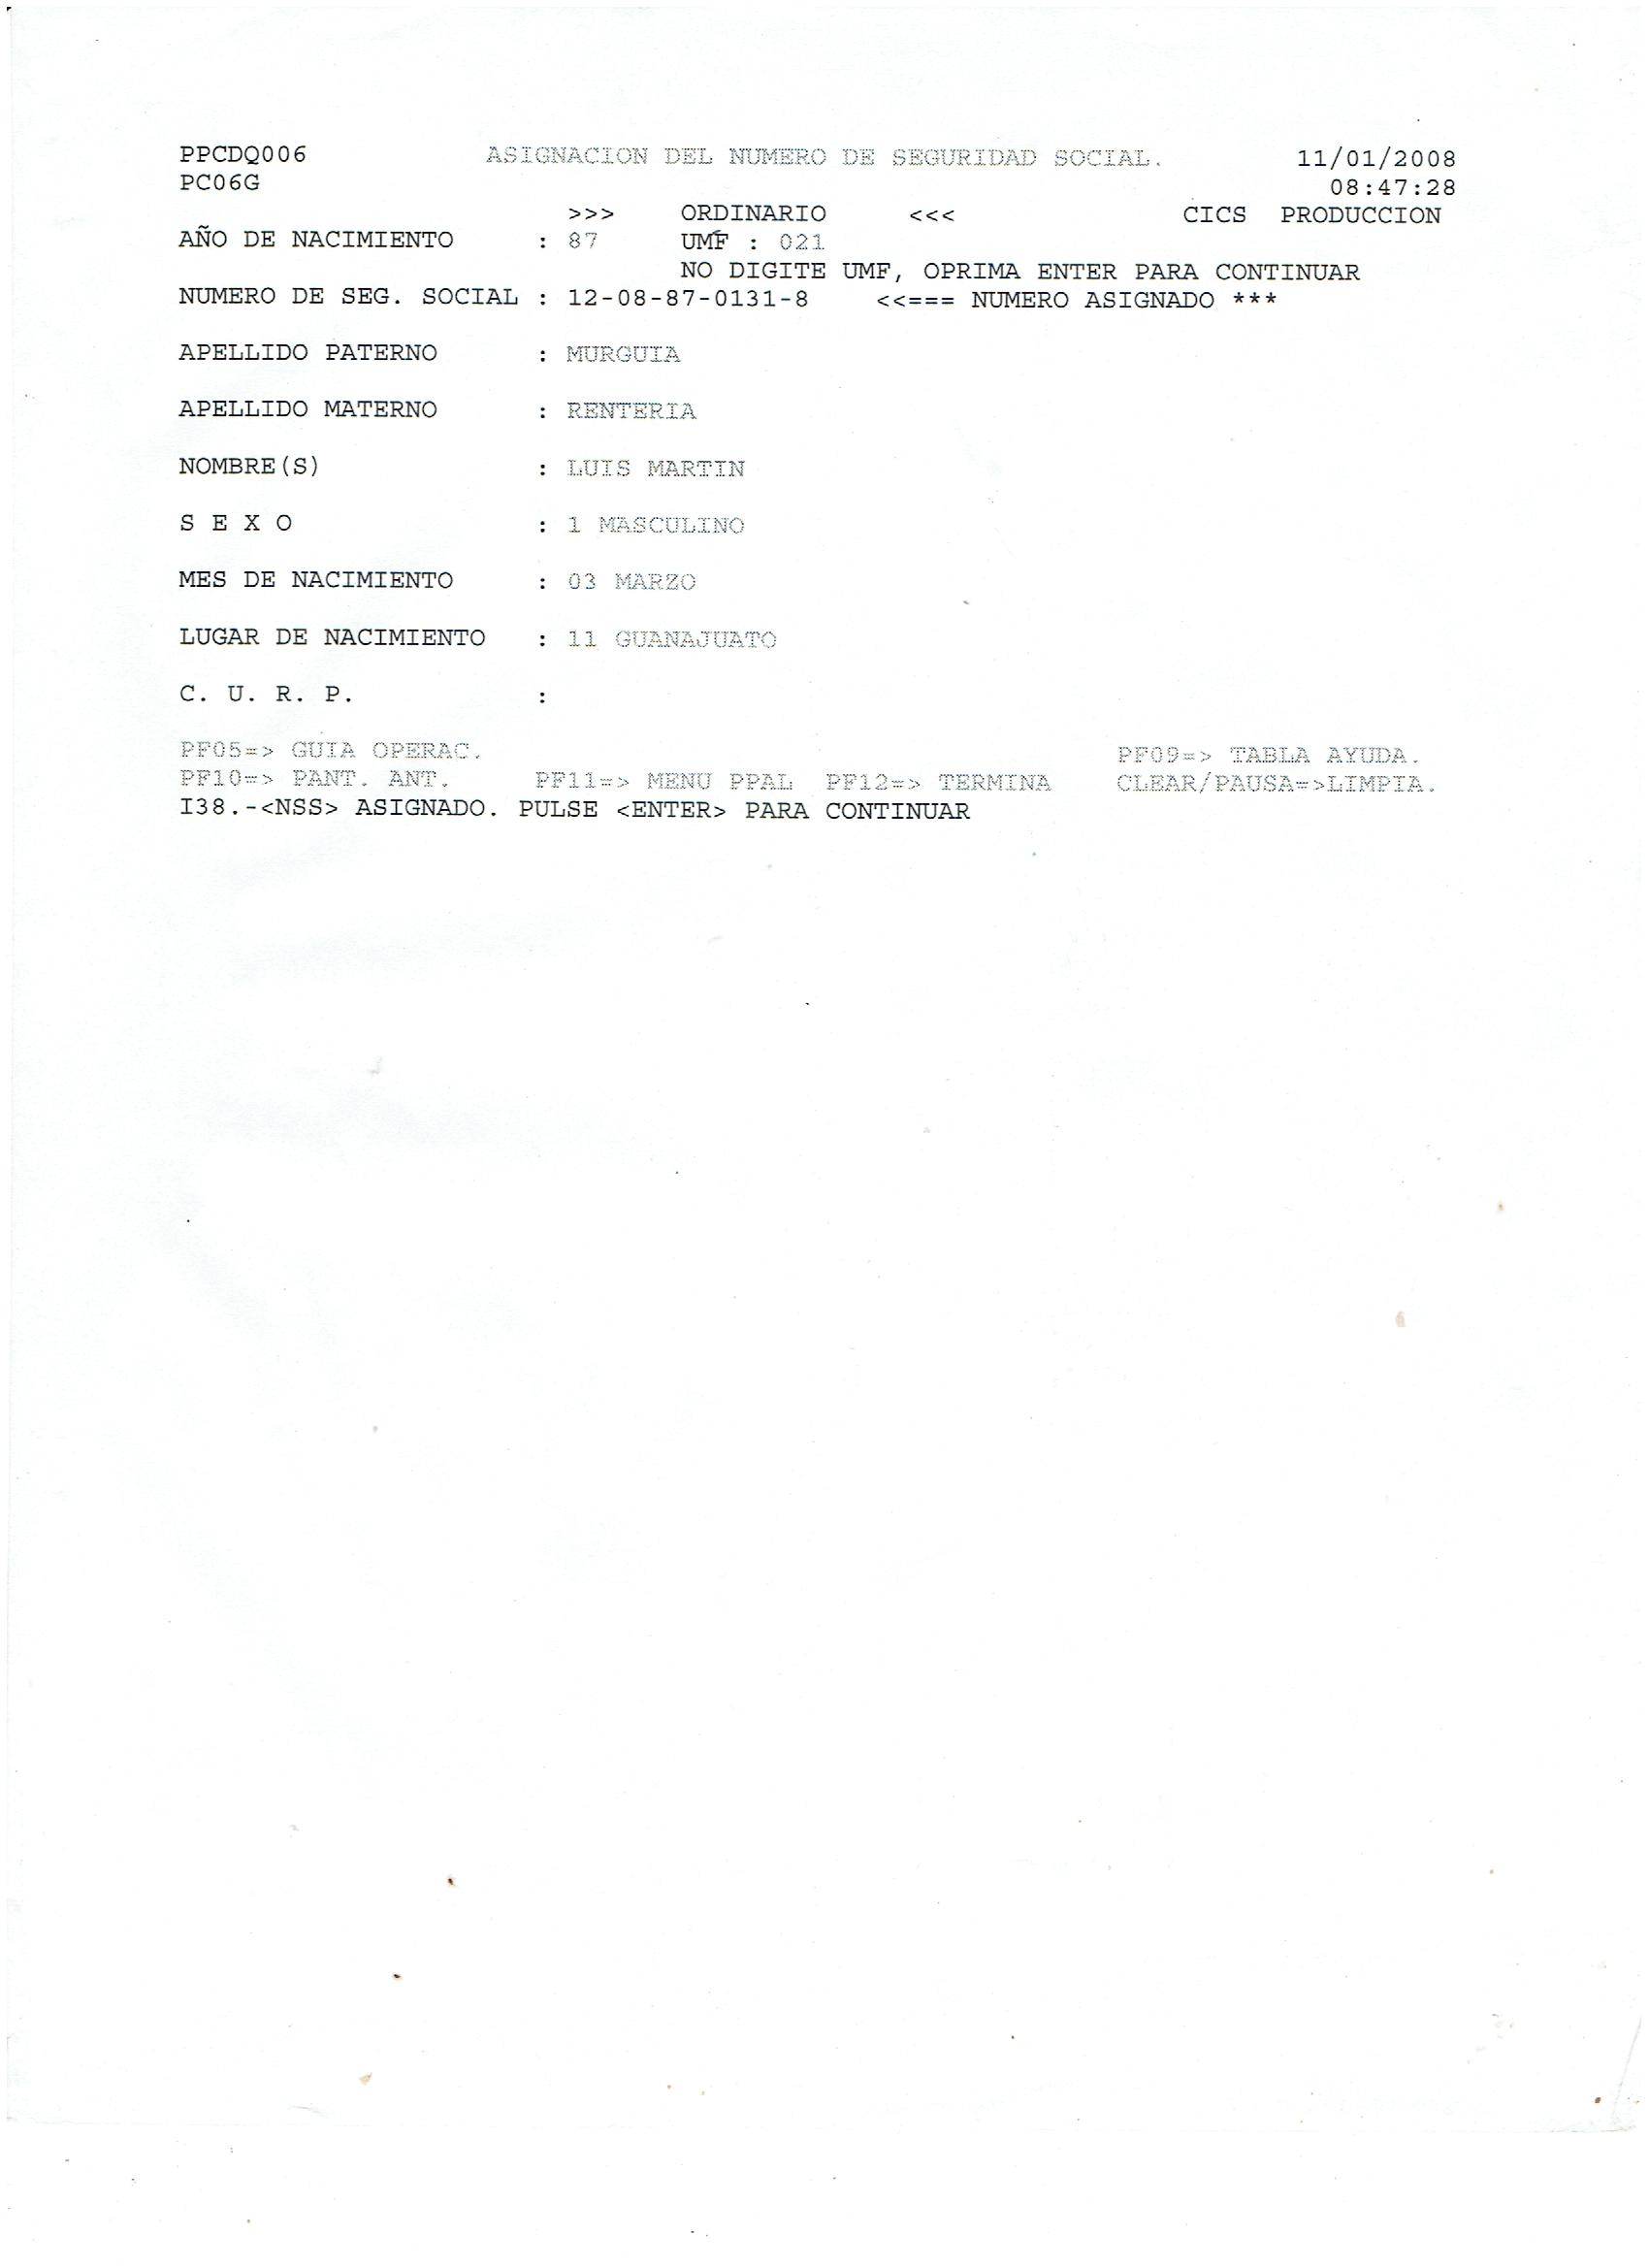 PPCDQ006 ASIGNACION DEL NUMERO DE SEGURIDAD SOCIAL. 11/01/2008
PC06G 08:47:28
>>> ORDINARIO <<< CICS PRODUCCION
AÑO DE NACIMIENTO : 87 UMF : 021
NO DIGITE UMF, OPRIMA ENTER PARA CONTINUAR
NUMERO DE SEG. SOCIAL : 12-08-87-0131-8 <<=== NUMERO ASIGNADO ***
APELLIDO PATERNO : MURGUIA
APELLIDO MATERNO : RENTERIA
NOMBRE(S) : LUIS MARTIN
S E X O : 1 MASCULINO
MES DE NACIMIENTO : 03 MARZO
LUGAR DE NACIMIENTO : 11 GUANAJUATO
C. U. R. P. :
PF05=> GUIA OPERAC. PF09=> TABLA AYUDA.
PF10=> PANT. ANT. PF11=> MENU PPAL PF12=> TERMINA CLEAR/PAUSA=>LIMPIA.
I38.-<NSS> ASIGNADO. PULSE <ENTER> PARA CONTINUAR